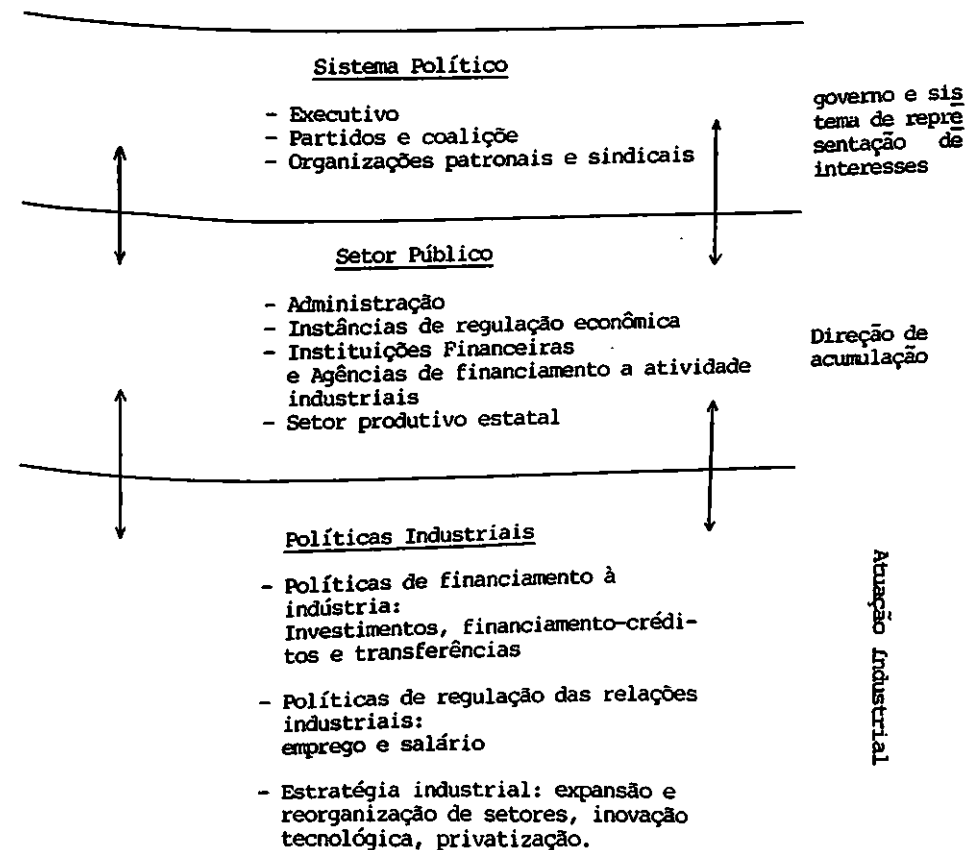 Sistema Político
- Executivo
- Partidos e coaliçõe
- Organizações patronais e sindicais
governo e sis
tema de repre
sentação de
interesses
Setor Público
- Administração
- Instâncias de regulação econômica
- Instituições Financeiras
e Agências de financiamento a atividade
industriais
- Setor produtivo estatal
Direção de
acumulação
Políticas Industriais
- Políticas de financiamento à
indústria:
Investimentos, financiamento-crédi-
tos e transferências
- Políticas de regulação das relações
industriais:
emprego e salário
- Estratégia industrial: expansão e
reorganização de setores, inovação
tecnológica, privatização.
Atuação Industrial